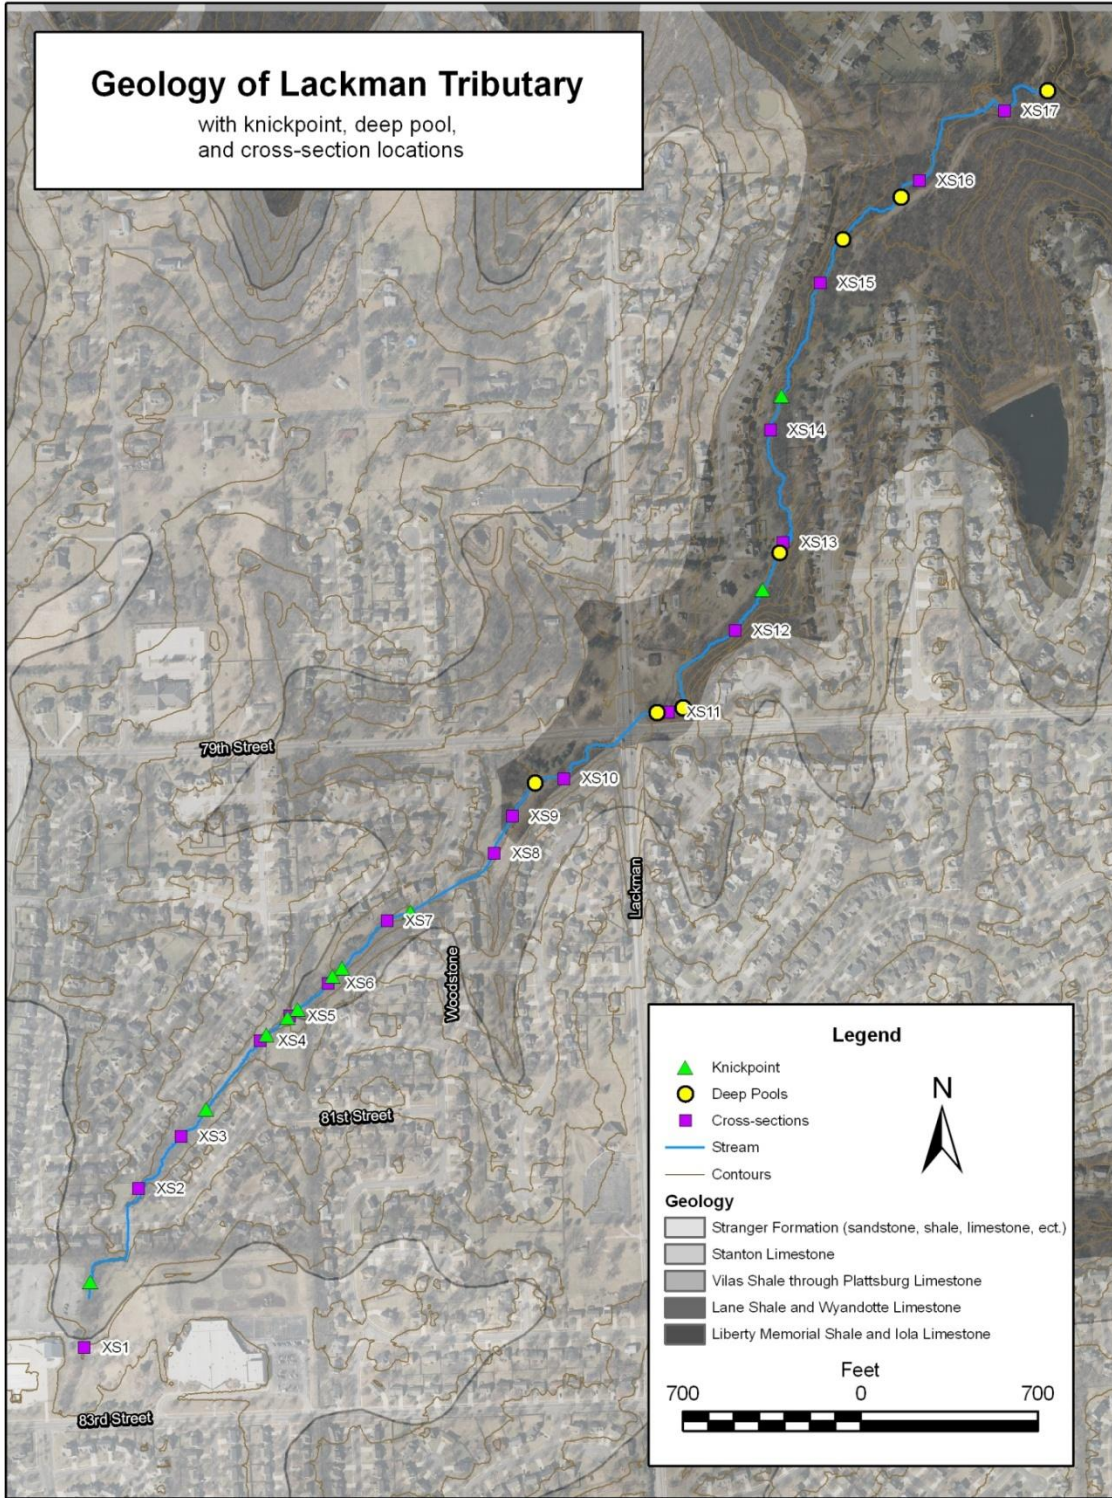 Geology of Lackman Tributary
with knickpoint, deep pool,
and cross-section locations
XS17
XS16
XS15
XS14
XS13
XS12
XS11
79th Street
XS10
XS9
XS8
Lackman
XS7
Woodstone
XS6
XS5
XS4
81st Street
XS3
XS2
XS1
83rd Street
Legend
Knickpoint
Deep Pools
Cross-sections
Stream
Contours
N
Geology
Stranger Formation (sandstone, shale, limestone, ect.)
Stanton Limestone
Vilas Shale through Plattsburg Limestone
Lane Shale and Wyandotte Limestone
Liberty Memorial Shale and Iola Limestone
Feet
700 0 700